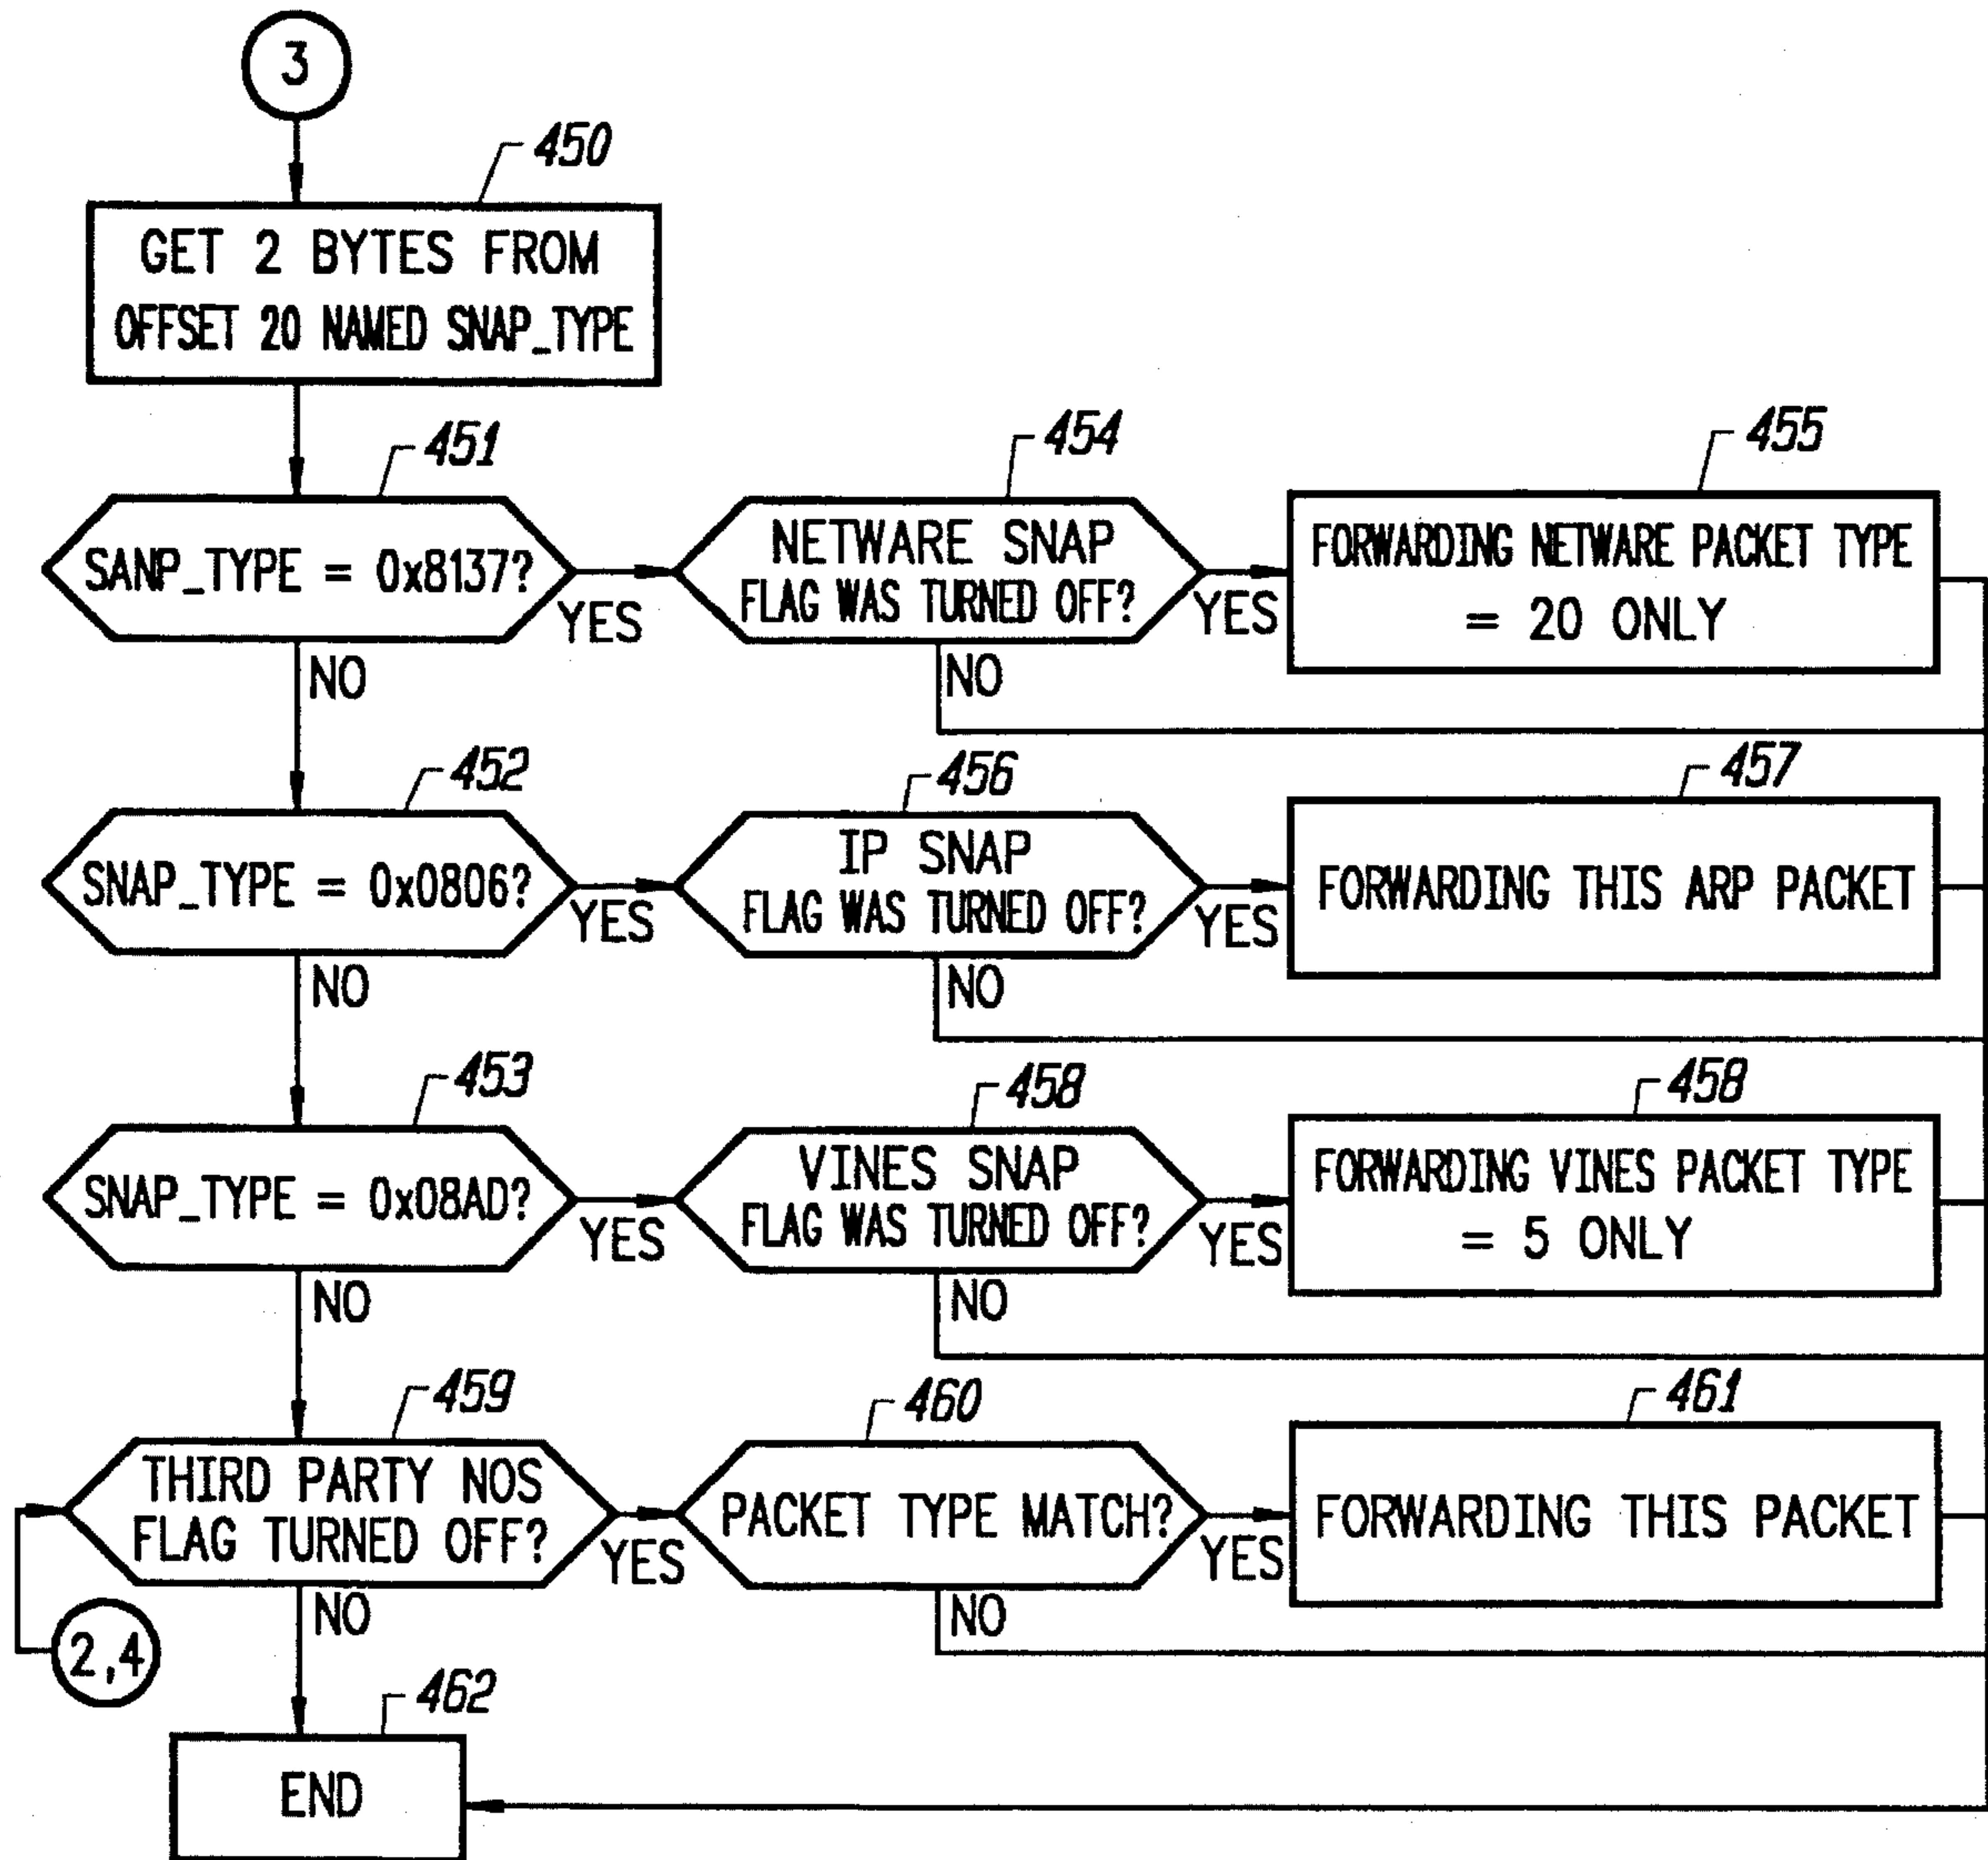 3
450
GET 2 BYTES FROM
OFFSET 20 NAMED SNAP_TYPE
451
SANP_TYPE = 0x8137?
YES
NO
454
NETWARE SNAP
FLAG WAS TURNED OFF?
YES
NO
455
FORWARDING NETWARE PACKET TYPE
= 20 ONLY
452
SNAP_TYPE = 0x0806?
YES
NO
456
IP SNAP
FLAG WAS TURNED OFF?
YES
NO
457
FORWARDING THIS ARP PACKET
453
SNAP_TYPE = 0x08AD?
YES
NO
458
VINES SNAP
FLAG WAS TURNED OFF?
YES
NO
458
FORWARDING VINES PACKET TYPE
= 5 ONLY
459
THIRD PARTY NOS
FLAG TURNED OFF?
YES
NO
460
PACKET TYPE MATCH?
YES
NO
461
FORWARDING THIS PACKET
2,4
462
END